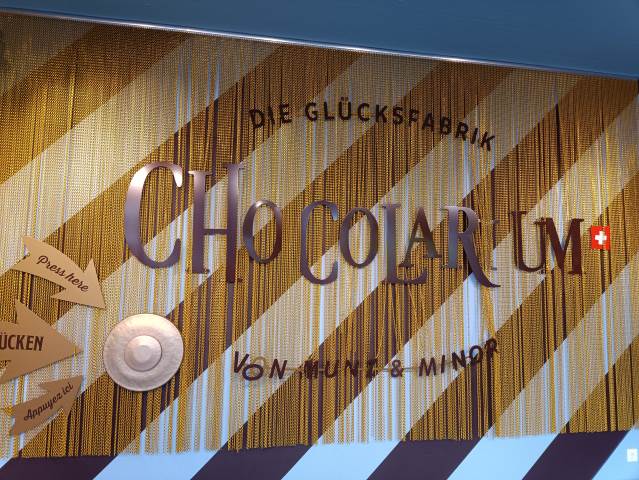 DIE GLÜCKSFABRIK
CHOCOLARIUM
VON MUNZ & MINOR
Press here
ÜCKEN
Appuyez ici